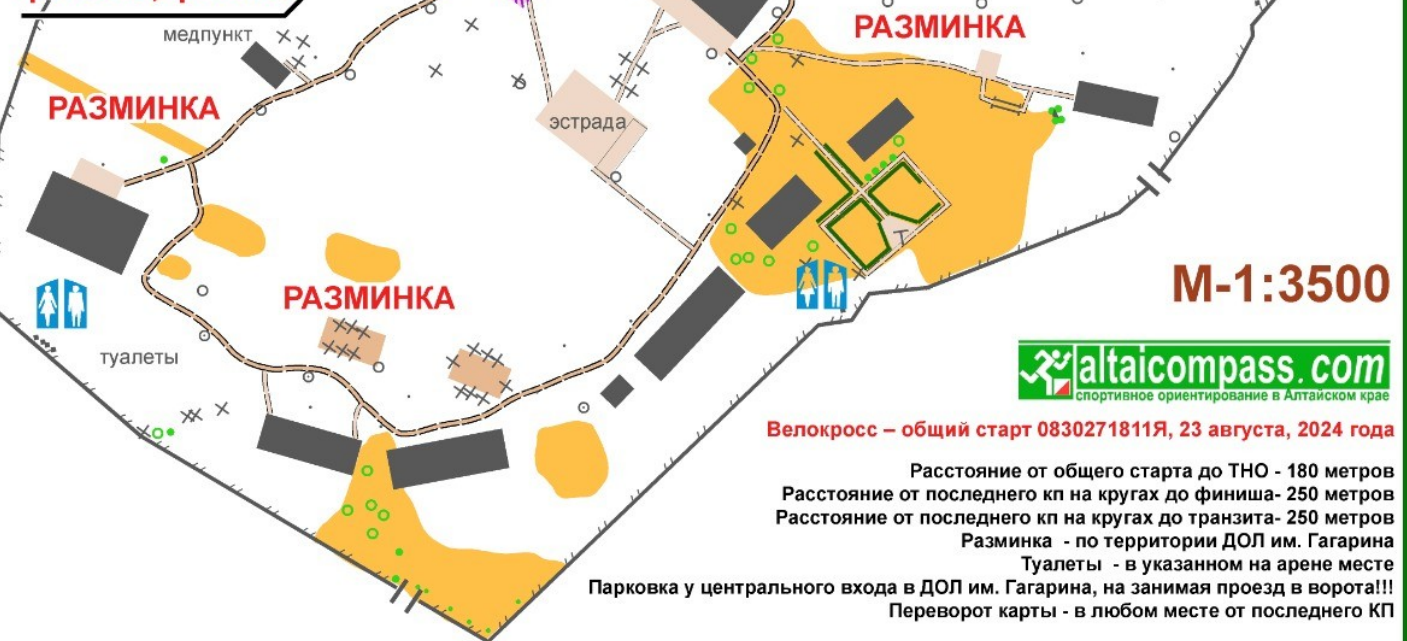 медпункт
РАЗМИНКА
РАЗМИНКА
эстрада
РАЗМИНКА
М-1:3500
туалеты
altaicompass.com
спортивное ориентирование в Алтайском крае
Велокросс – общий старт 0830271811Я, 23 августа, 2024 года
Расстояние от общего старта до ТНО - 180 метров
Расстояние от последнего кп на кругах до финиша- 250 метров
Расстояние от последнего кп на кругах до транзита- 250 метров
Разминка - по территории ДОЛ им. Гагарина
Туалеты - в указанном на арене месте
Парковка у центрального входа в ДОЛ им. Гагарина, на занимая проезд в ворота!!!
Переворот карты - в любом месте от последнего КП